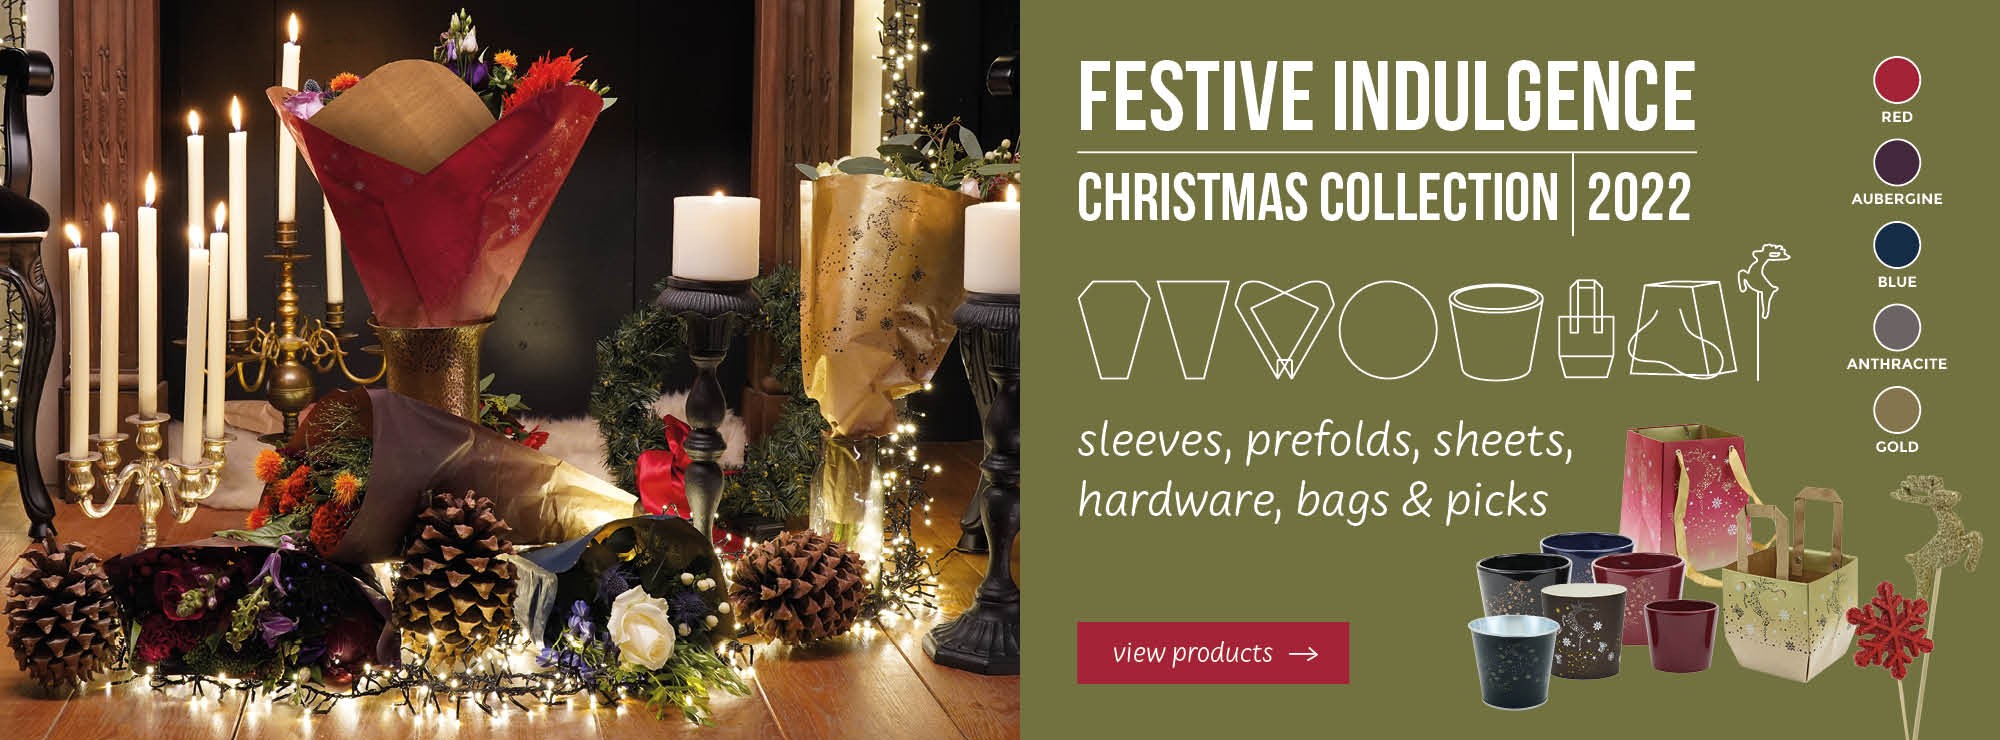 FESTIVE INDULGENCE
CHRISTMAS COLLECTION | 2022
sleeves, prefolds, sheets,
hardware, bags & picks
view products →
RED
AUBERGINE
BLUE
ANTHRACITE
GOLD